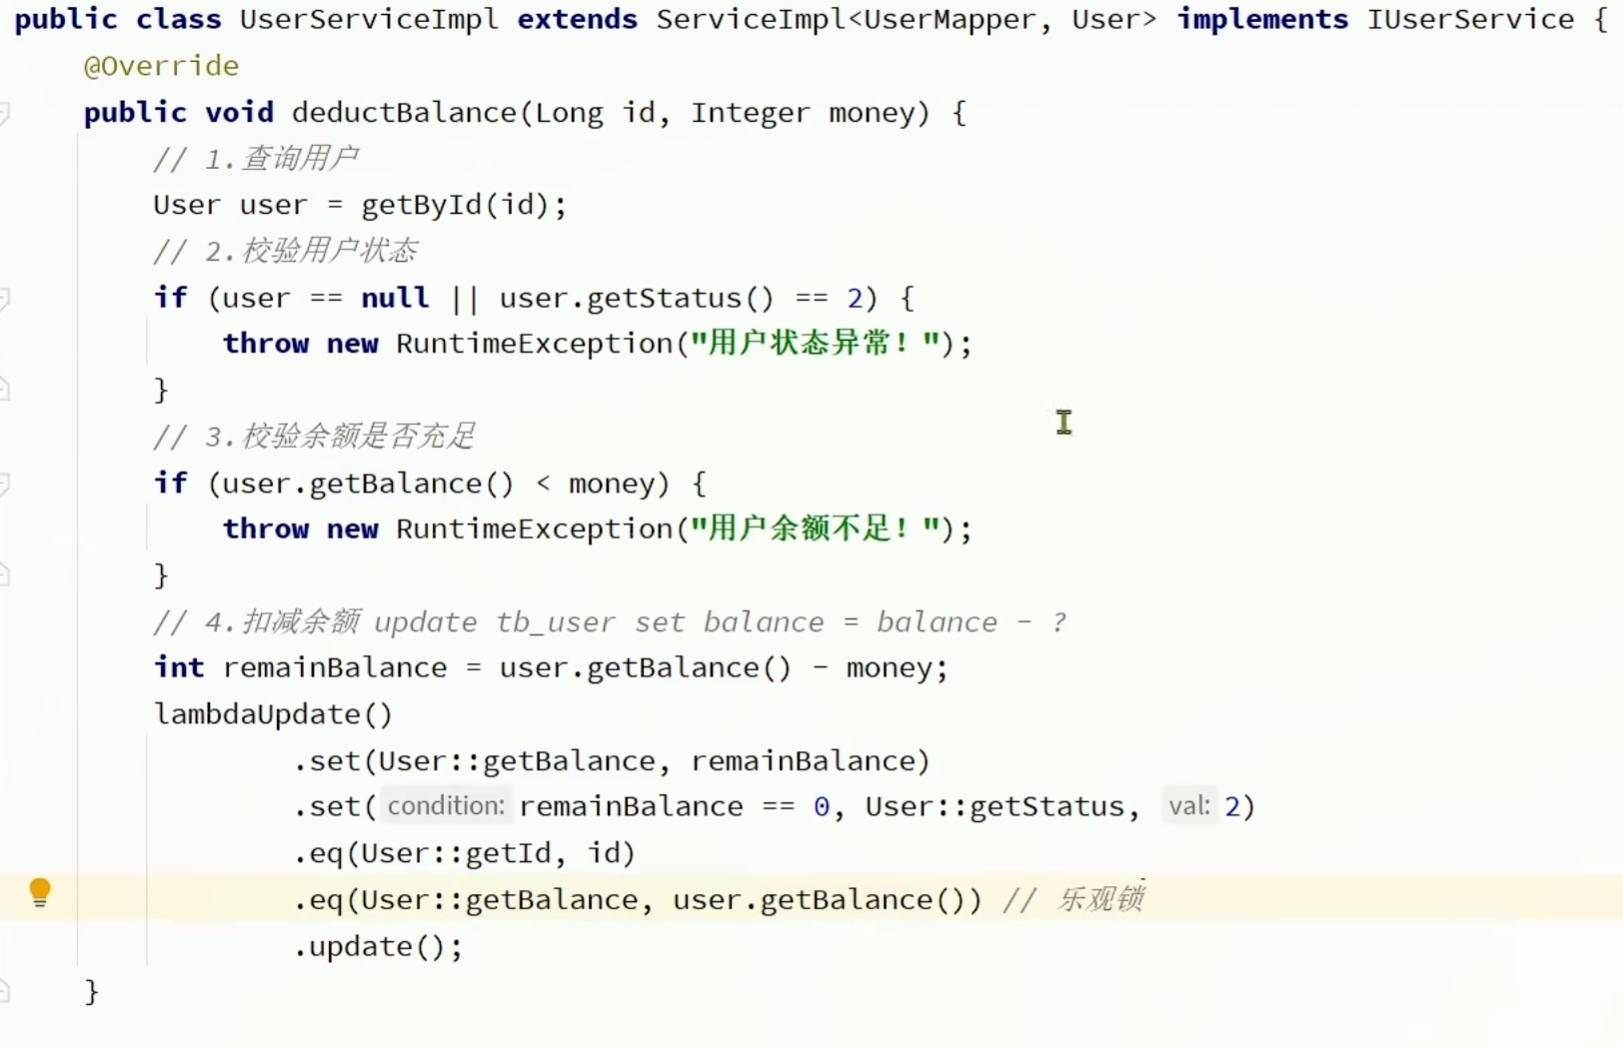 public class UserServiceImpl extends ServiceImpl<UserMapper, User> implements IUserService {
@Override
public void deductBalance(Long id, Integer money) {
// 1.查询用户
User user = getById(id);
// 2.校验用户状态
if (user == null || user.getStatus() == 2) {
throw new RuntimeException("用户状态异常！");
}
// 3.校验余额是否充足
if (user.getBalance() < money) {
throw new RuntimeException("用户余额不足！");
}
// 4.扣减余额 update tb_user set balance = balance - ?
int remainBalance = user.getBalance() - money;
lambdaUpdate()
.set(User::getBalance, remainBalance)
.set( condition: remainBalance == 0, User::getStatus, val: 2)
.eq(User::getId, id)
.eq(User::getBalance, user.getBalance()) // 乐观锁
.update();
}